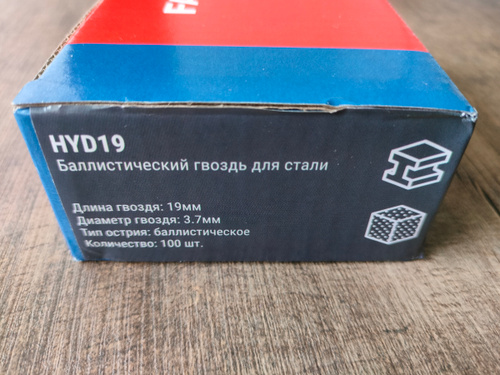 HYD19
Баллистический гвоздь для стали
Длина гвоздя: 19мм
Диаметр гвоздя: 3.7мм
Тип острия: баллистическое
Количество: 100 шт.